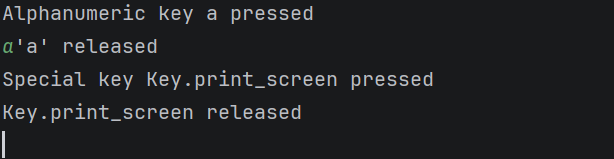 Alphanumeric key a pressed
a'a' released
Special key Key.print_screen pressed
Key.print_screen released